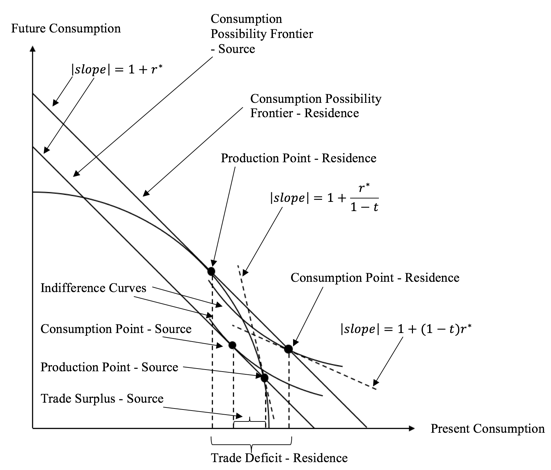 Future Consumption
Consumption
Possibility Frontier
- Source
|slope| = 1 + r*
Consumption Possibility
Frontier - Residence
Production Point - Residence
|slope| = 1 + r*/(1 − t)
Consumption Point - Residence
Indifference Curves
Consumption Point - Source
|slope| = 1 + (1 − t)r*
Production Point - Source
Trade Surplus - Source
Present Consumption
Trade Deficit - Residence